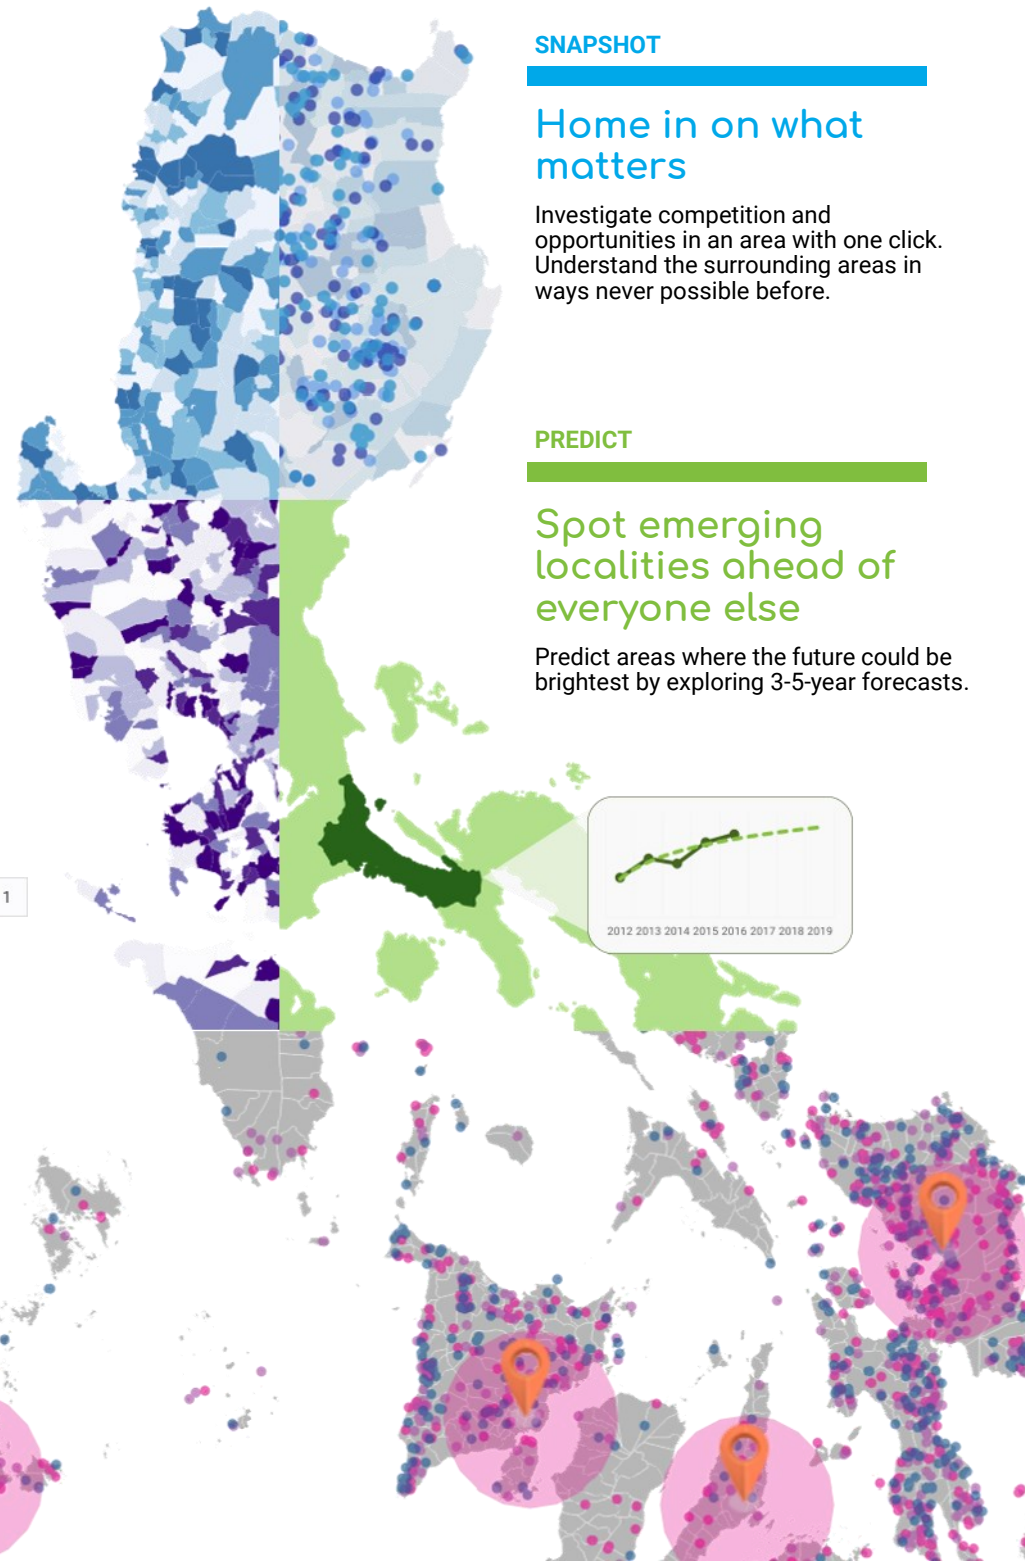 SNAPSHOT
Home in on what
matters
Investigate competition and
opportunities in an area with one click.
Understand the surrounding areas in
ways never possible before.
PREDICT
Spot emerging
localities ahead of
everyone else
Predict areas where the future could be
brightest by exploring 3-5-year forecasts.
1
2012 2013 2014 2015 2016 2017 2018 2019